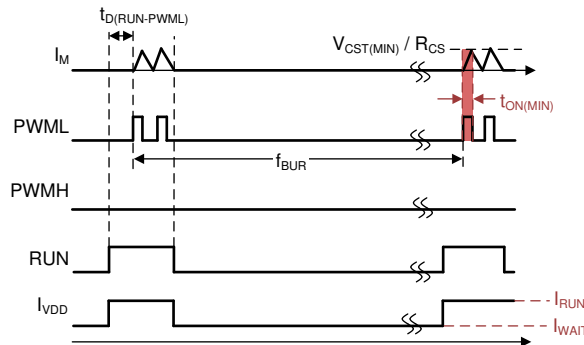 tD(RUN-PWML)
IM
VCST(MIN) / RCS
tON(MIN)
PWML
fBUR
PWMH
RUN
IVDD
IRUN
IWAIT